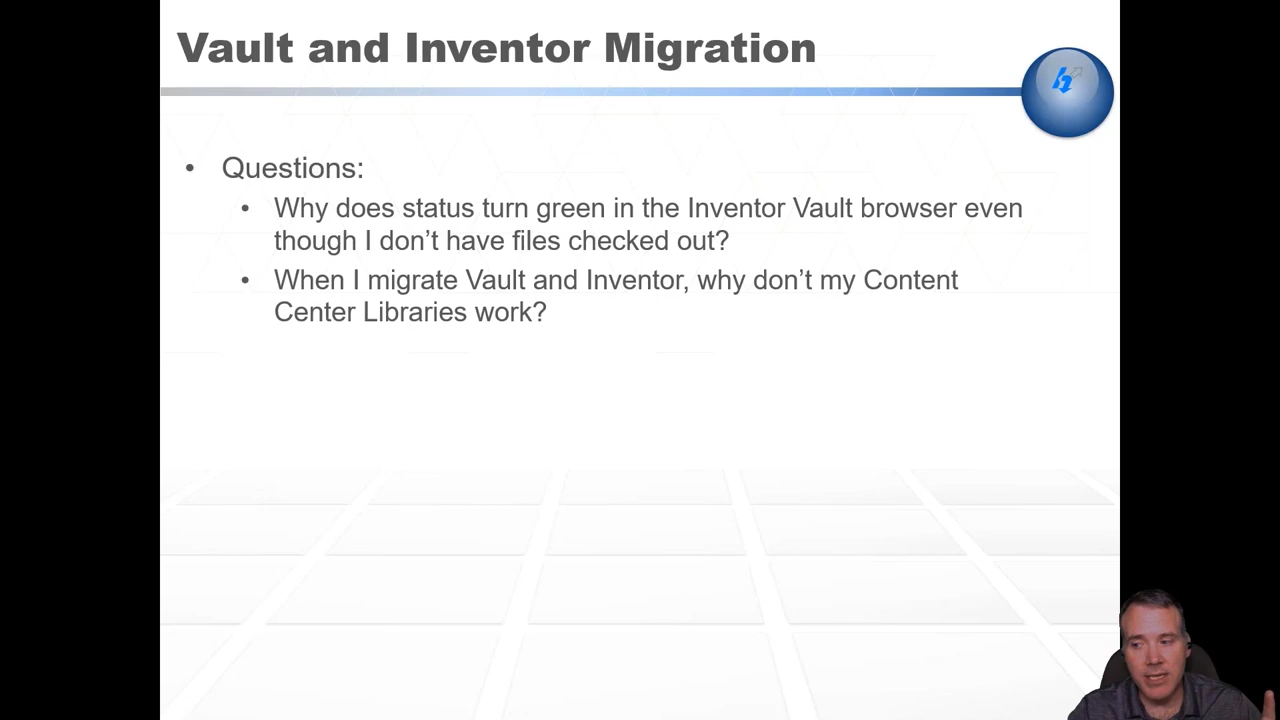 Vault and Inventor Migration
• Questions:
• Why does status turn green in the Inventor Vault browser even
though I don’t have files checked out?
• When I migrate Vault and Inventor, why don’t my Content
Center Libraries work?